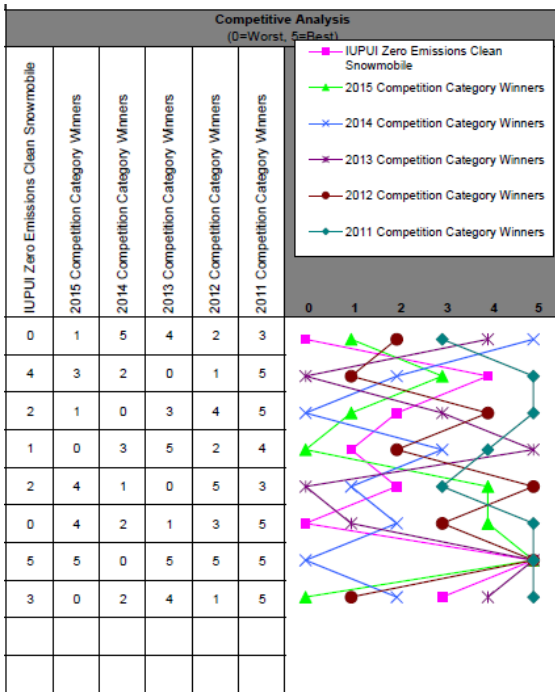 Competitive Analysis
(0=Worst, 5=Best)
IUPUI Zero Emissions Clean Snowmobile
2015 Competition Category Winners
2014 Competition Category Winners
2013 Competition Category Winners
2012 Competition Category Winners
2011 Competition Category Winners
IUPUI Zero Emissions Clean
Snowmobile
2015 Competition Category Winners
2014 Competition Category Winners
2013 Competition Category Winners
2012 Competition Category Winners
2011 Competition Category Winners
0 1 2 3 4 5
0 1 5 4 2 3
4 3 2 0 1 5
2 1 0 3 4 5
1 0 3 5 2 4
2 4 1 0 5 3
0 4 2 1 3 5
5 5 0 5 5 5
3 0 2 4 1 5